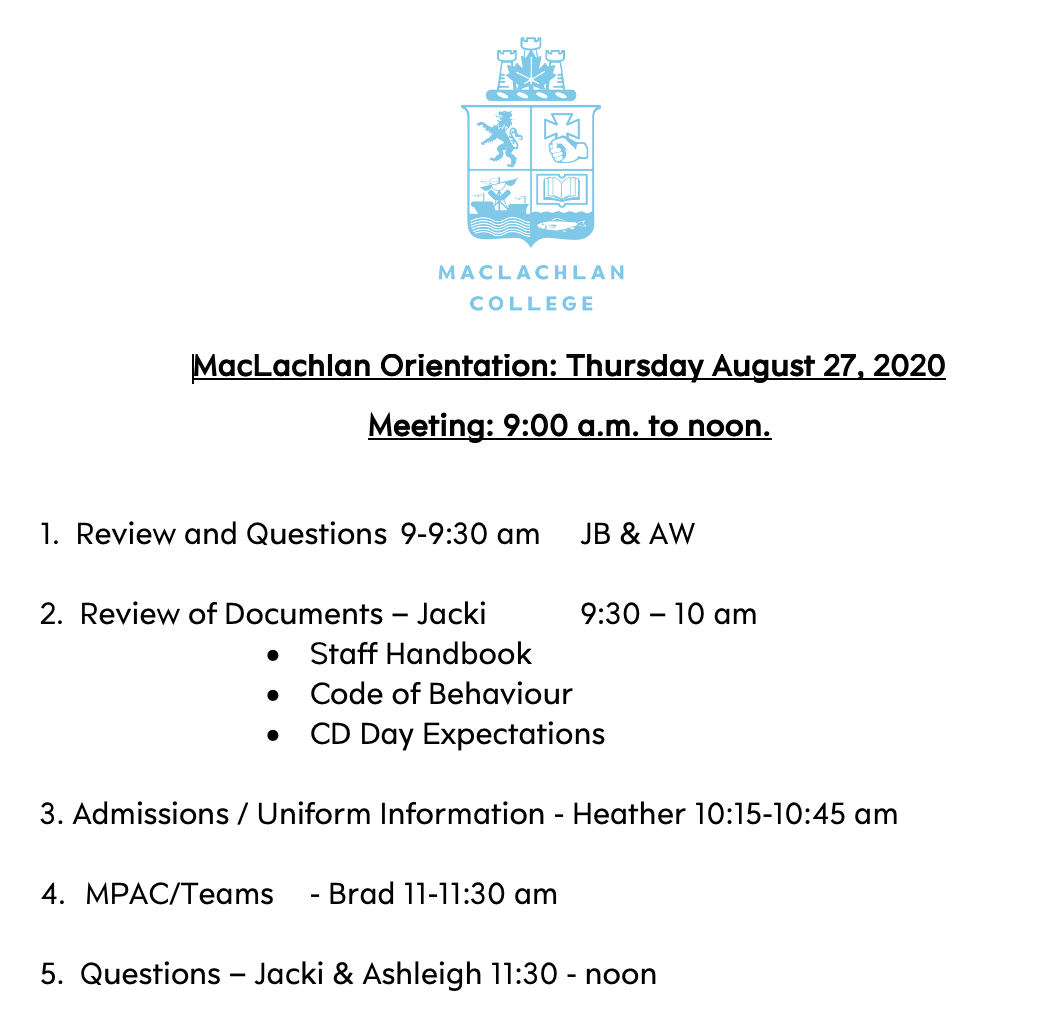 MACLACHLAN
COLLEGE
MacLachlan Orientation: Thursday August 27, 2020
Meeting: 9:00 a.m. to noon.
1. Review and Questions 9-9:30 am JB & AW
2. Review of Documents – Jacki 9:30 – 10 am
• Staff Handbook
• Code of Behaviour
• CD Day Expectations
3. Admissions / Uniform Information - Heather 10:15-10:45 am
4. MPAC/Teams - Brad 11-11:30 am
5. Questions – Jacki & Ashleigh 11:30 - noon